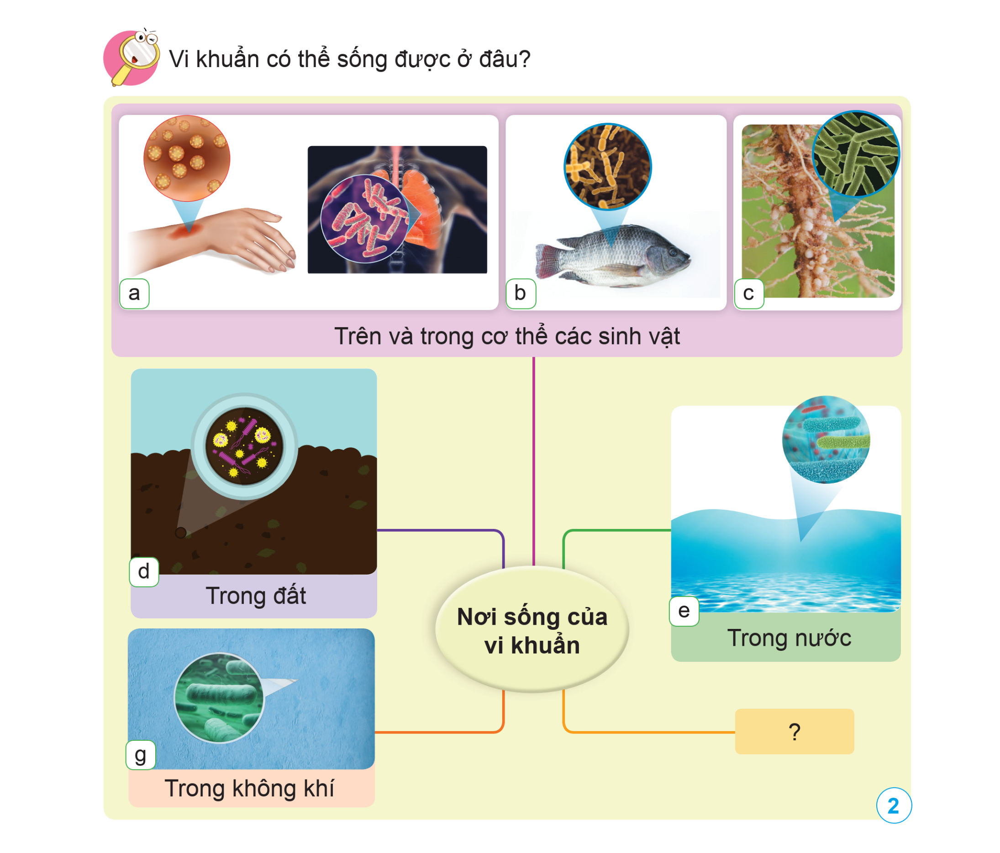 Vi khuẩn có thể sống được ở đâu?
a
b
c
Trên và trong cơ thể các sinh vật
d
Trong đất
e
Trong nước
Nơi sống của
vi khuẩn
g
Trong không khí
?
2